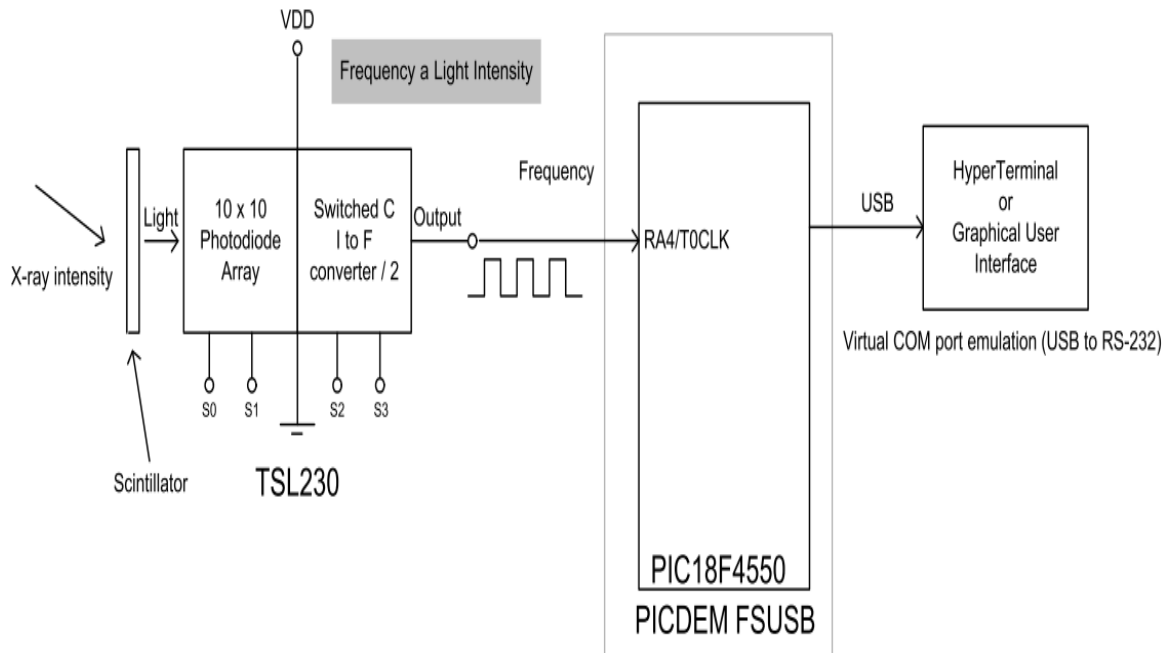 VDD
Frequency a Light Intensity
X-ray intensity
Light
10 x 10
Photodiode
Array
Switched C
I to F
converter / 2
Output
Frequency
RA4/T0CLK
USB
HyperTerminal
or
Graphical User
Interface
Virtual COM port emulation (USB to RS-232)
S0
S1
S2
S3
Scintillator
TSL230
PIC18F4550
PICDEM FSUSB